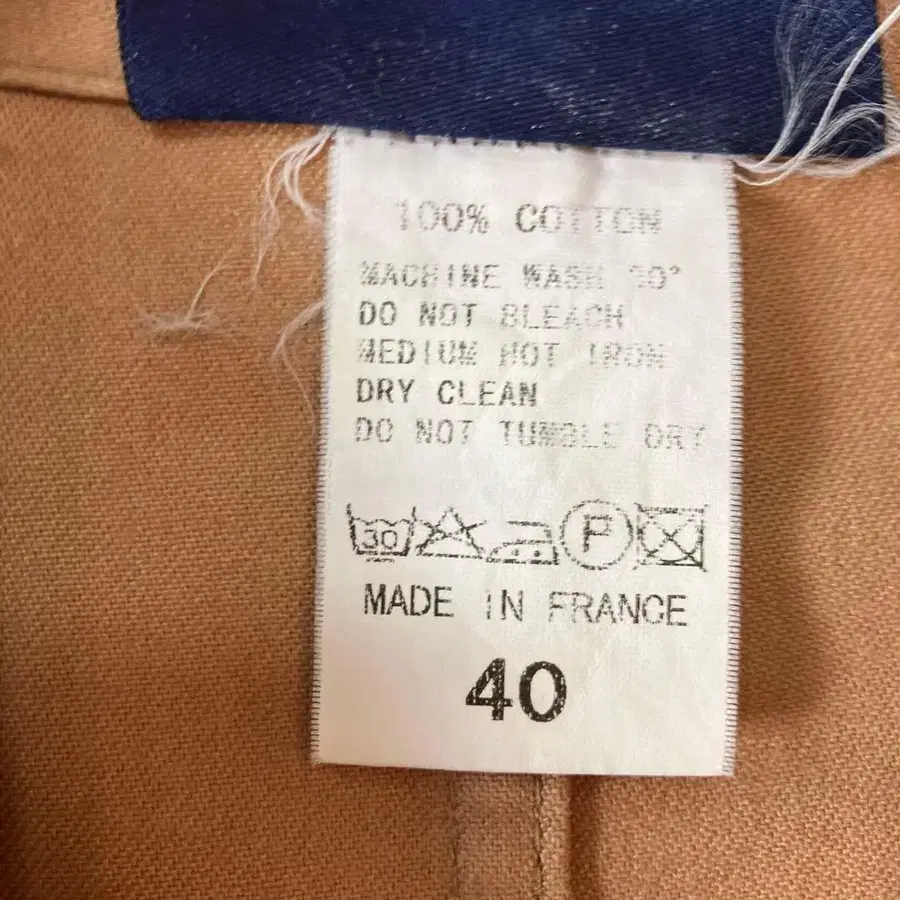 100% COTTON
MACHINE WASH 30°
DO NOT BLEACH
MEDIUM HOT IRON
DRY CLEAN
DO NOT TUMBLE DRY
30 P
MADE IN FRANCE
40